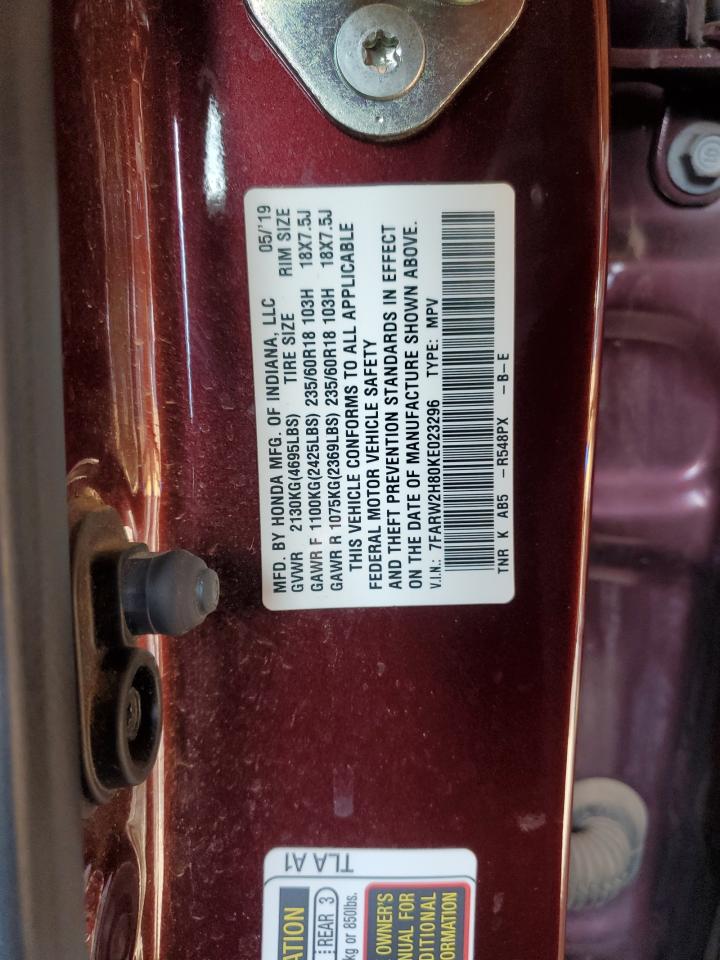 MFD. BY HONDA MFG. OF INDIANA, LLC 05/'19
GVWR 2130KG(4695LBS) TIRE SIZE RIM SIZE
GAWR F 1100KG(2425LBS) 235/60R18 103H 18X7.5J
GAWR R 1075KG(2369LBS) 235/60R18 103H 18X7.5J
THIS VEHICLE CONFORMS TO ALL APPLICABLE
FEDERAL MOTOR VEHICLE SAFETY
AND THEFT PREVENTION STANDARDS IN EFFECT
ON THE DATE OF MANUFACTURE SHOWN ABOVE.
V.I.N.: 7FARW2H80KE023296 TYPE: MPV
TNR K AB5 -R548PX -B-E
TLA A1
ATION
REAR 3
kg or 850lbs.
OWNER'S
NUAL FOR
DITIONAL
ORMATION